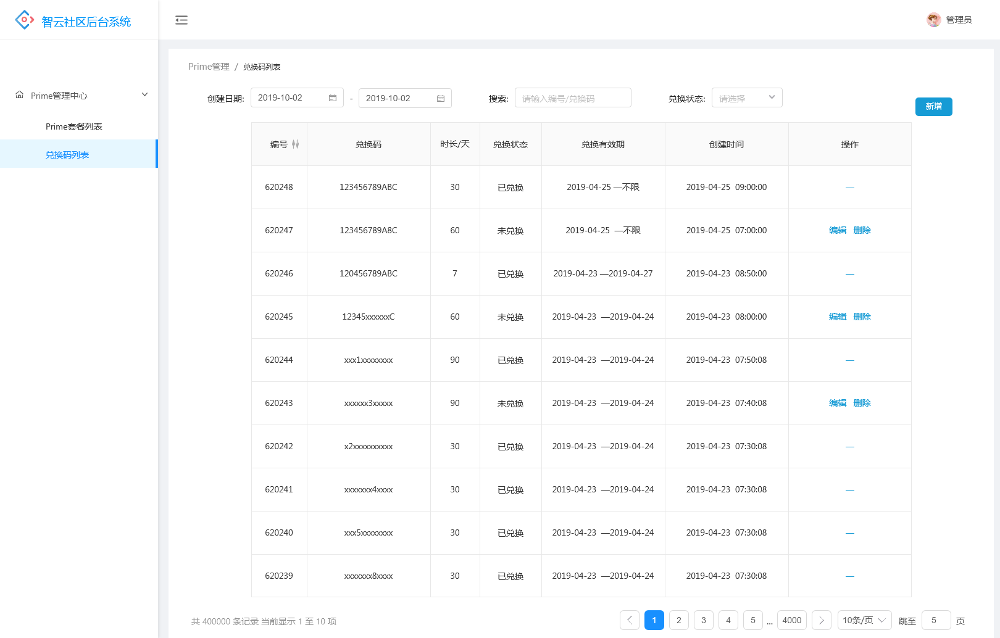 智云社区后台系统
管理员
Prime管理中心
Prime套餐列表
兑换码列表
Prime管理 / 兑换码列表
创建日期: 2019-10-02 - 2019-10-02 搜索: 请输入编号/兑换码 兑换状态: 请选择
新增
编号 兑换码 时长/天 兑换状态 兑换有效期 创建时间 操作
620248 123456789ABC 30 已兑换 2019-04-25 —不限 2019-04-25 09:00:00 —
620247 123456789A8C 60 未兑换 2019-04-25 —不限 2019-04-25 07:00:00 编辑 删除
620246 120456789ABC 7 已兑换 2019-04-23 —2019-04-27 2019-04-23 08:50:00 —
620245 12345xxxxxxC 60 未兑换 2019-04-23 —2019-04-24 2019-04-23 08:00:00 编辑 删除
620244 xxx1xxxxxxxx 90 已兑换 2019-04-23 —2019-04-24 2019-04-23 07:50:08 —
620243 xxxxxx3xxxxx 90 未兑换 2019-04-23 —2019-04-24 2019-04-23 07:40:08 编辑 删除
620242 x2xxxxxxxxxx 30 已兑换 2019-04-23 —2019-04-24 2019-04-23 07:30:08 —
620241 xxxxxxx4xxxx 30 已兑换 2019-04-23 —2019-04-24 2019-04-23 07:30:08 —
620240 xxx5xxxxxxxx 30 已兑换 2019-04-23 —2019-04-24 2019-04-23 07:30:08 —
620239 xxxxxxx8xxxx 30 已兑换 2019-04-23 —2019-04-24 2019-04-23 07:30:08 —
共 400000 条记录 当前显示 1 至 10 项
1 2 3 4 5 ... 4000 10条/页 跳至 5 页